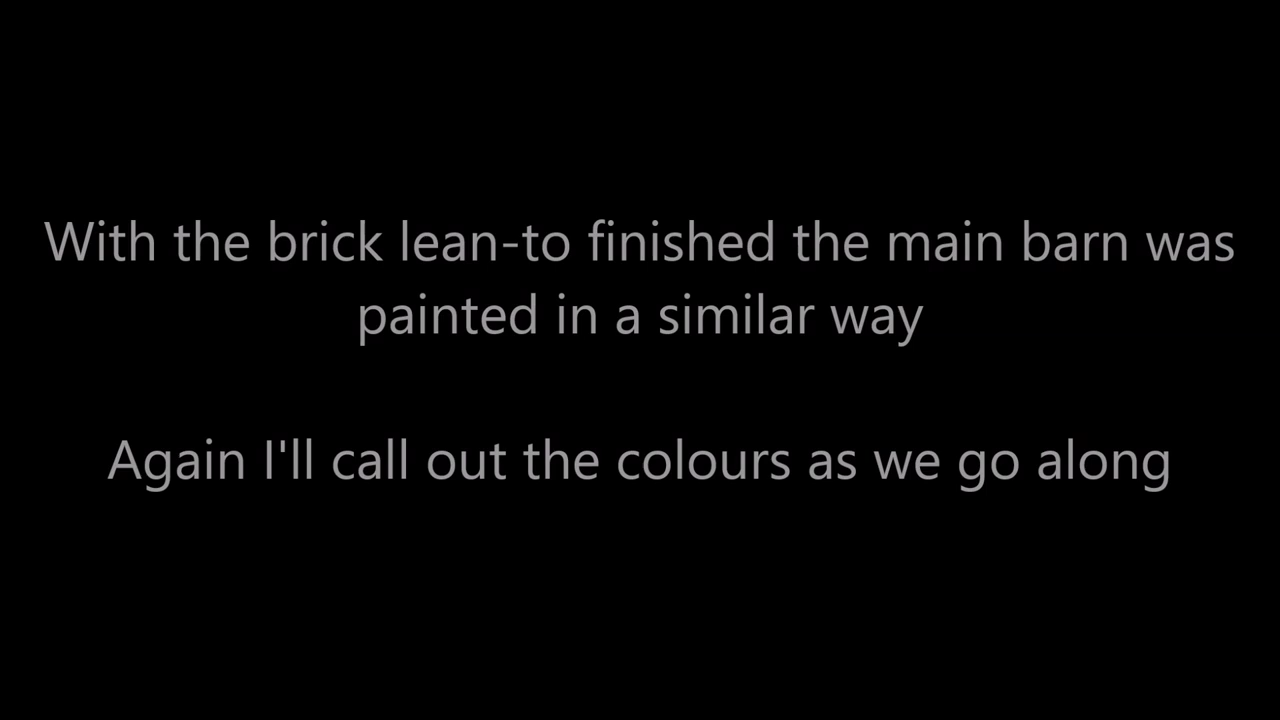 With the brick lean-to finished the main barn was
painted in a similar way
Again I'll call out the colours as we go along